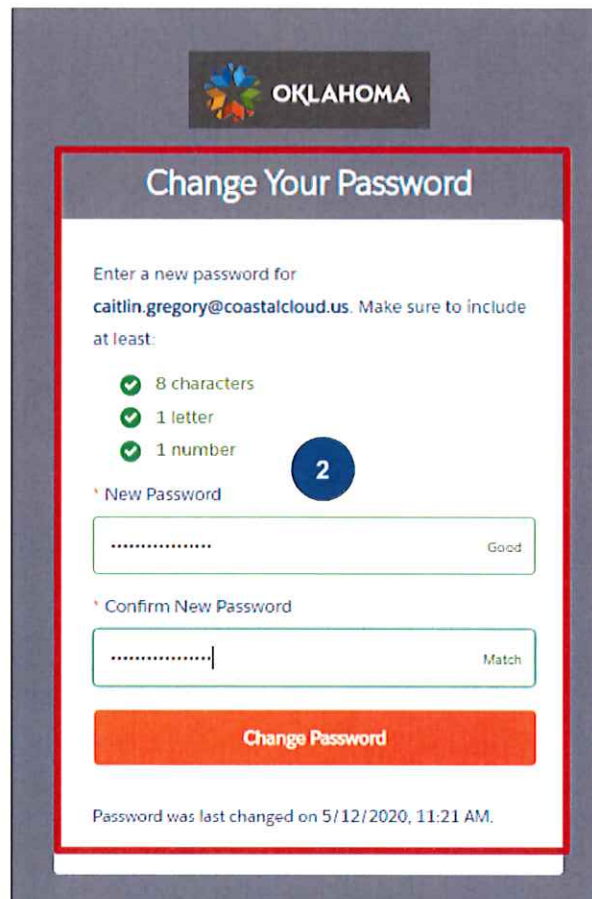 OKLAHOMA
Change Your Password
Enter a new password for
caitlin.gregory@coastalcloud.us. Make sure to include
at least:
8 characters
1 letter
1 number
2
* New Password
................. Good
* Confirm New Password
................. Match
Change Password
Password was last changed on 5/12/2020, 11:21 AM.